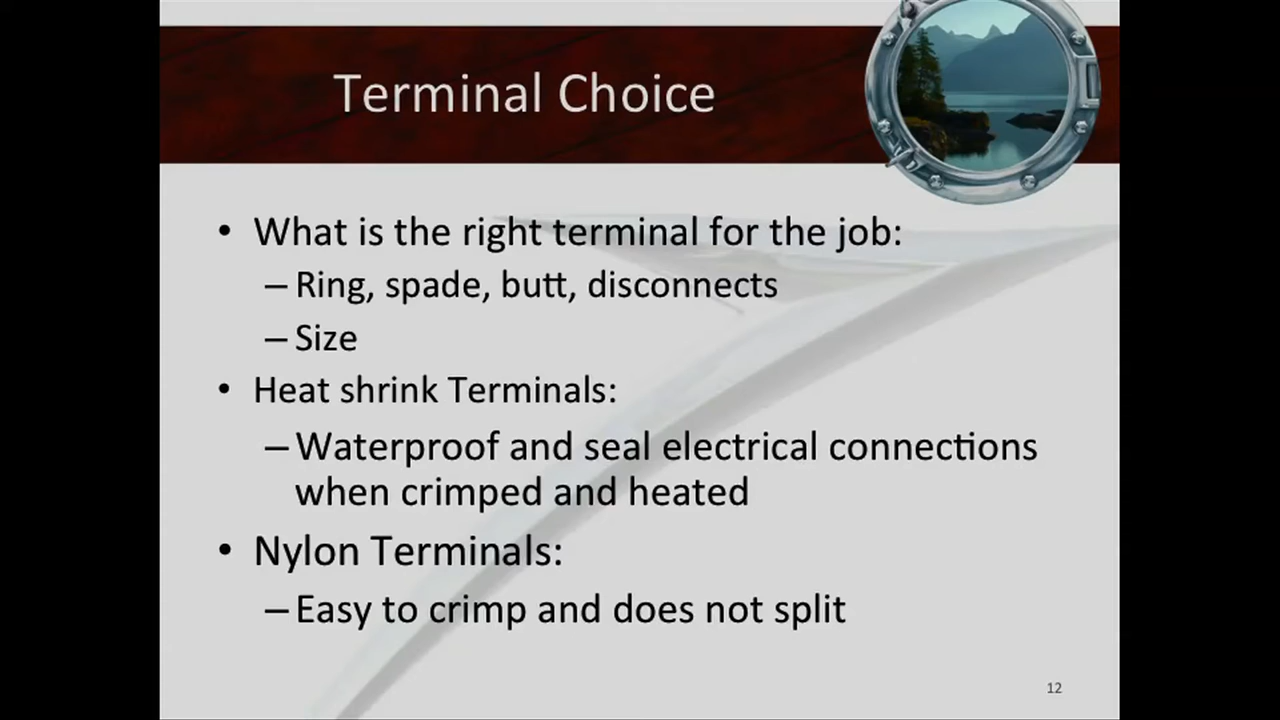 Terminal Choice
• What is the right terminal for the job:
– Ring, spade, butt, disconnects
– Size
• Heat shrink Terminals:
– Waterproof and seal electrical connections
when crimped and heated
• Nylon Terminals:
– Easy to crimp and does not split
12